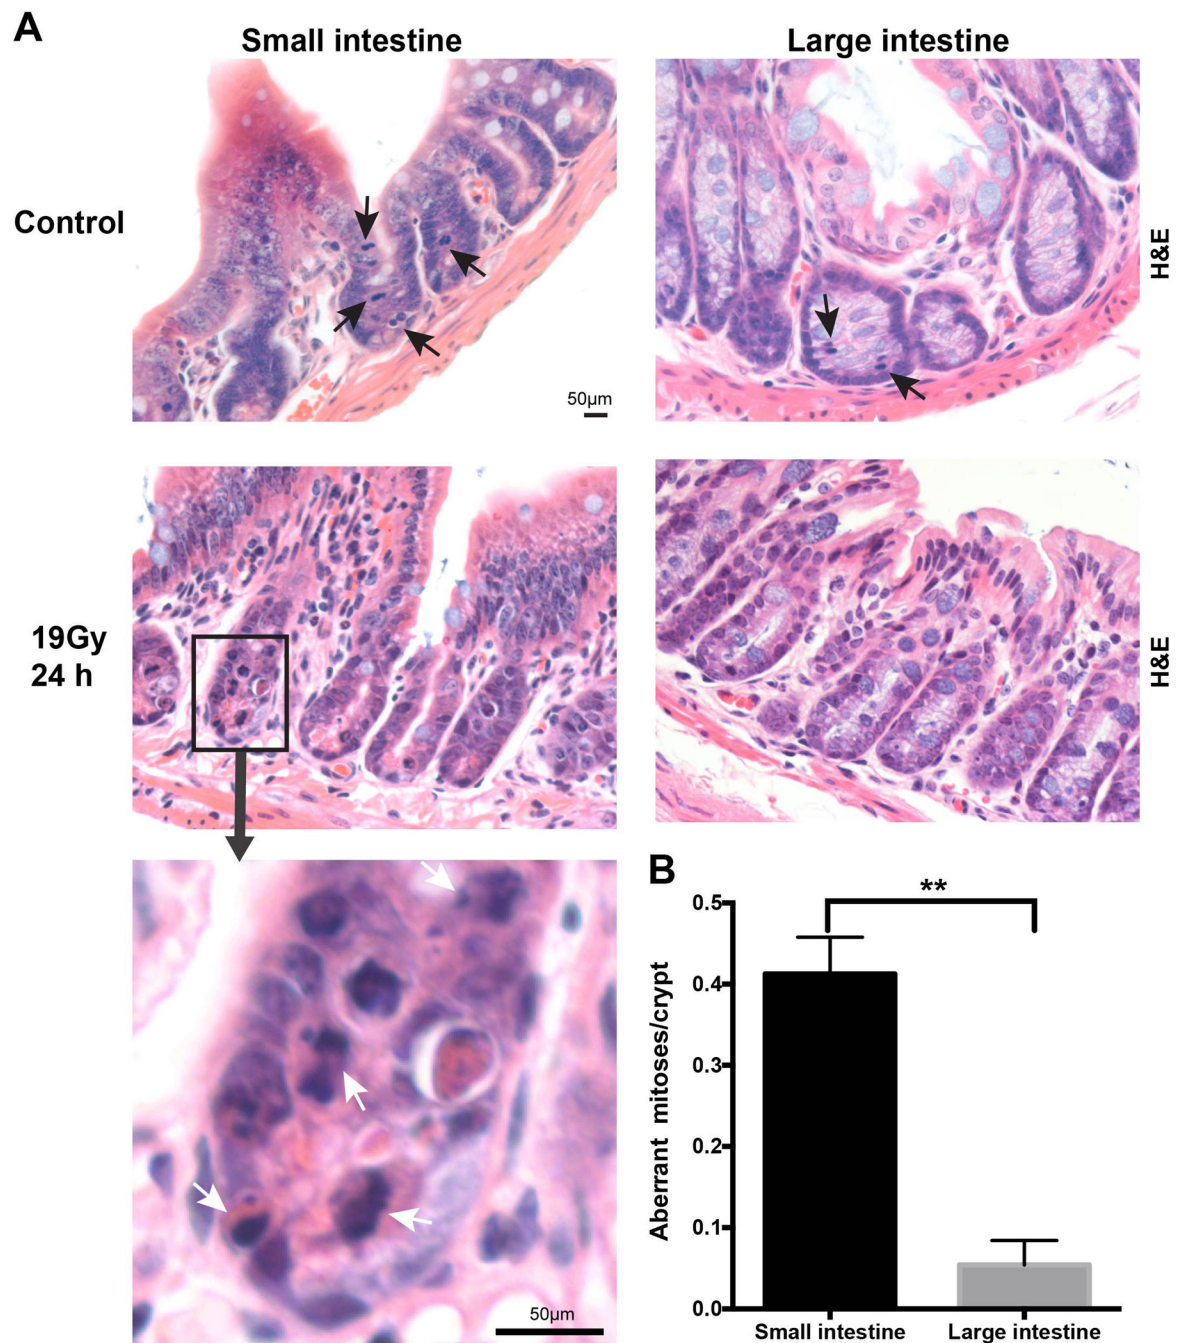 A
Small intestine
Large intestine
Control
H&E
50µm
19Gy
24 h
H&E
50µm
B
**
Aberrant mitoses/crypt
0.5
0.4
0.3
0.2
0.1
0.0
Small intestine
Large intestine